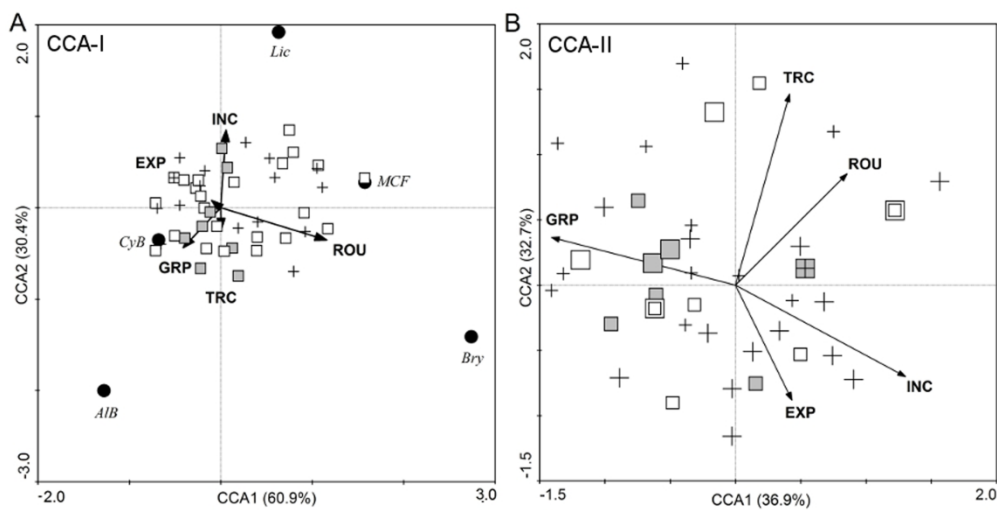 A
CCA-I
2.0
Lic
INC
EXP
MCF
CyB
GRP
ROU
TRC
Bry
AlB
CCA2 (30.4%)
-3.0
-2.0
CCA1 (60.9%)
3.0
B
CCA-II
2.0
TRC
ROU
GRP
INC
EXP
CCA2 (32.7%)
-1.5
-1.5
CCA1 (36.9%)
2.0